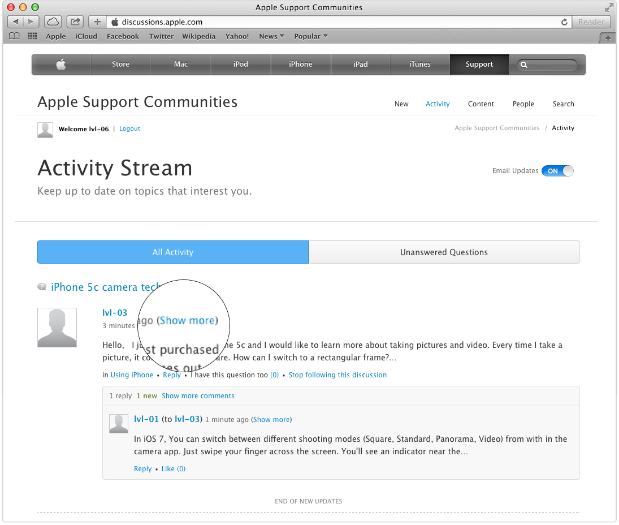 Apple Support Communities
discussions.apple.com
Reader
Apple iCloud Facebook Twitter Wikipedia Yahoo! News Popular
Store Mac iPod iPhone iPad iTunes Support
Apple Support Communities
New Activity Content People Search
Welcome lvl-06 | Logout
Apple Support Communities / Activity
Activity Stream
Email Updates ON
Keep up to date on topics that interest you.
All Activity Unanswered Questions
iPhone 5c camera tec
lvl-03
3 minutes ago (Show more)
st purchased
Hello, I e 5c and I would like to learn more about taking pictures and video. Every time I take a
picture, it are. How can I switch to a rectangular frame?...
in Using iPhone • Reply • I have this question too (0) • Stop following this discussion
1 reply 1 new Show more comments
lvl-01 (to lvl-03) 1 minute ago (Show more)
In iOS 7, You can switch between different shooting modes (Square, Standard, Panorama, Video) from with in the
camera app. Just swipe your finger across the screen. You'll see an indicator near the...
Reply • Like (0)
END OF NEW UPDATES